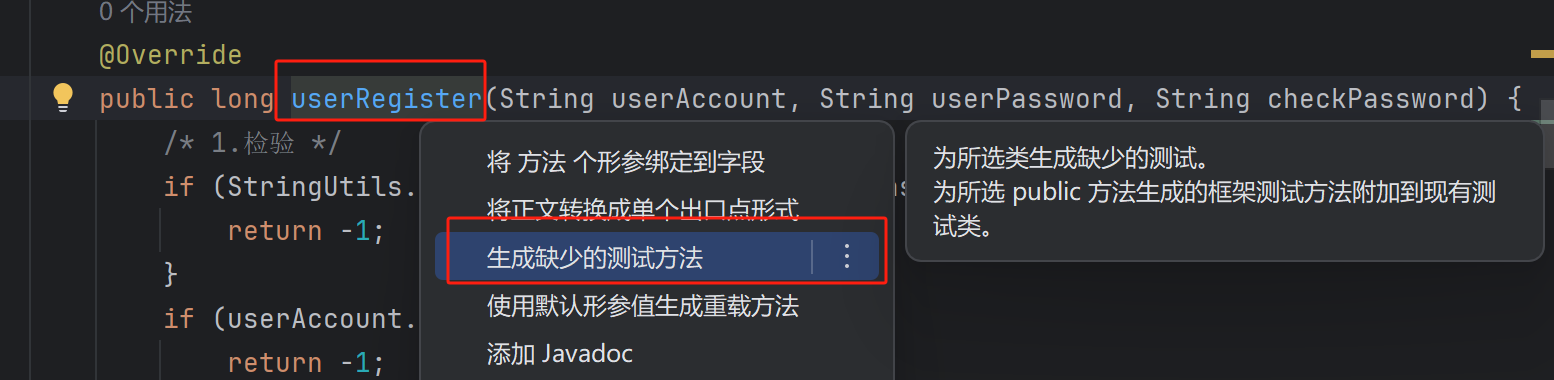 0 个用法
@Override
public long userRegister(String userAccount, String userPassword, String checkPassword) {
/* 1.检验 */
将 方法 个形参绑定到字段
为所选类生成缺少的测试。
if (StringUtils.
为所选 public 方法生成的框架测试方法附加到现有测
将正文转换成单个出口点形式
试类。
return -1;
生成缺少的测试方法
}
使用默认形参值生成重载方法
if (userAccount.
添加 Javadoc
return -1;